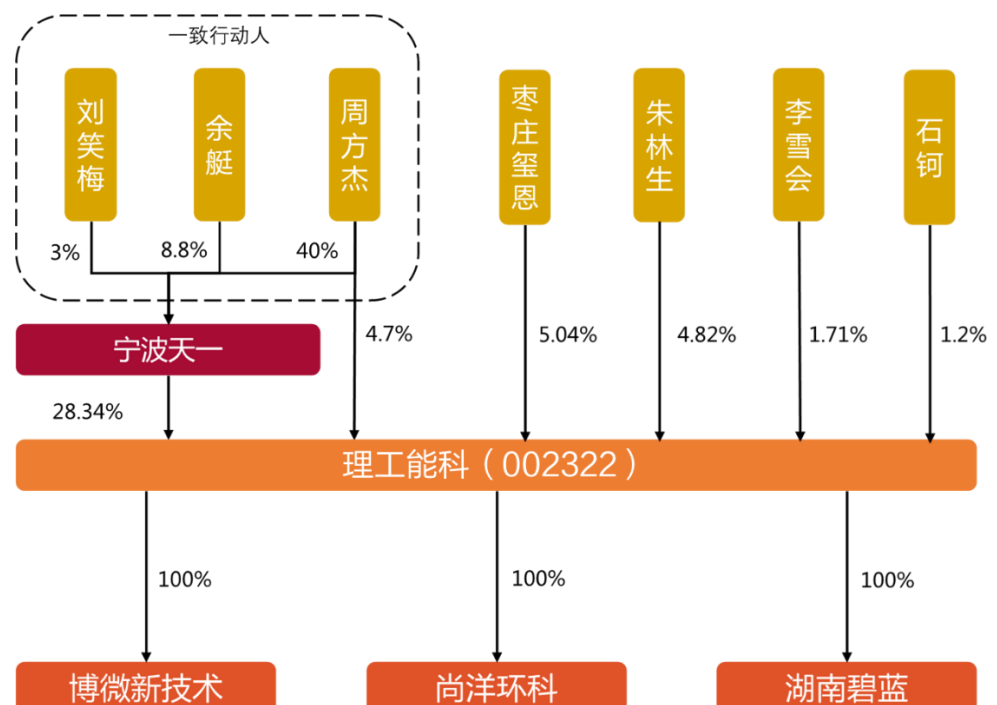 一致行动人
刘笑梅
余艇
周方杰
枣庄玺恩
朱林生
李雪会
石钶
3%
8.8%
40%
宁波天一
4.7%
5.04%
4.82%
1.71%
1.2%
28.34%
理工能科（002322）
100%
100%
100%
博微新技术
尚洋环科
湖南碧蓝